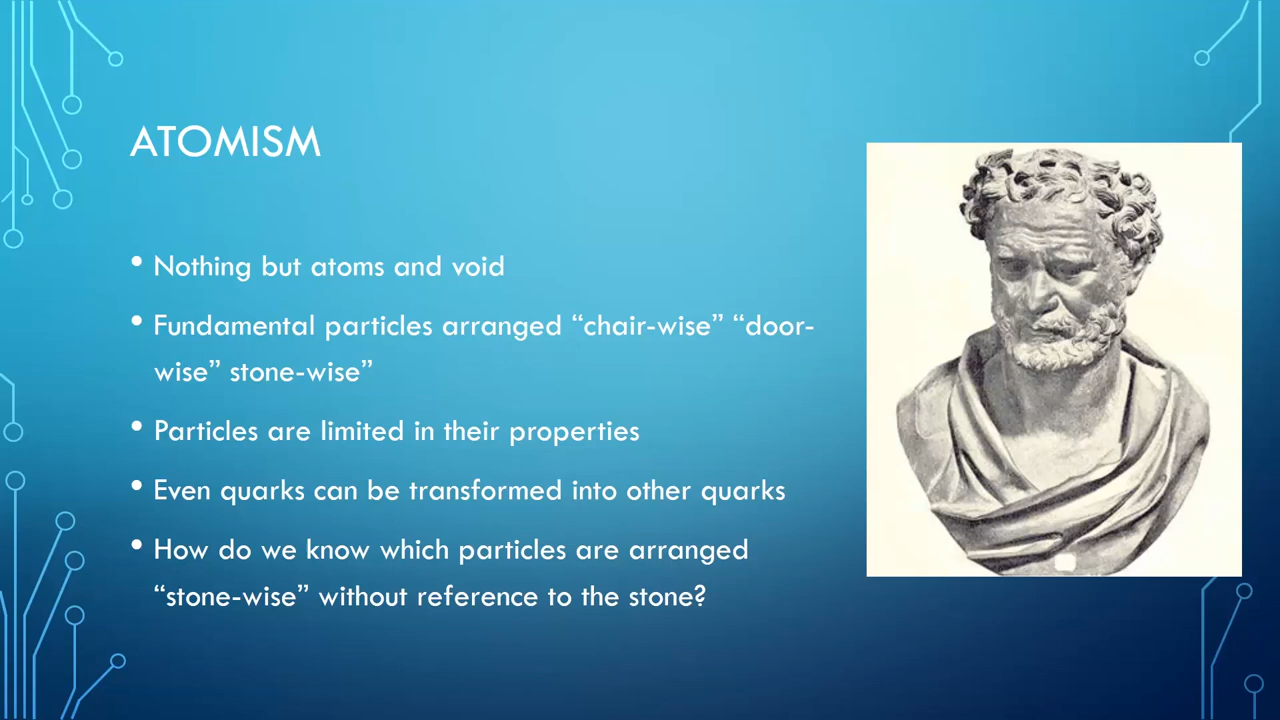 ATOMISM
• Nothing but atoms and void
• Fundamental particles arranged “chair-wise” “door-
wise” stone-wise”
• Particles are limited in their properties
• Even quarks can be transformed into other quarks
• How do we know which particles are arranged
“stone-wise” without reference to the stone?